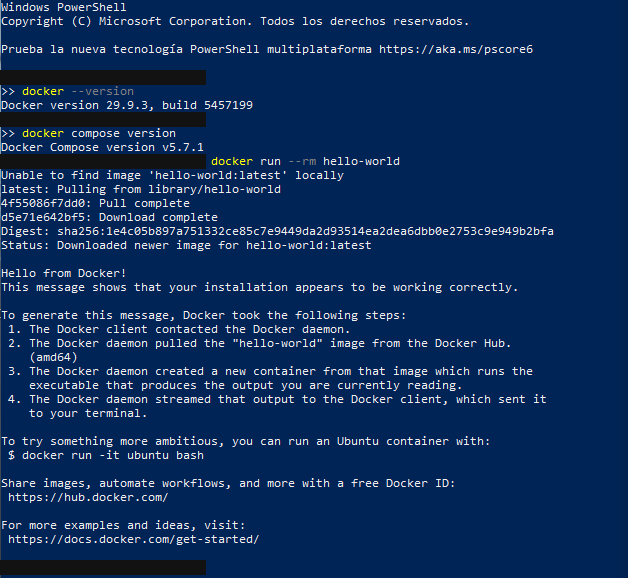 Windows PowerShell
Copyright (C) Microsoft Corporation. Todos los derechos reservados.
Prueba la nueva tecnología PowerShell multiplataforma https://aka.ms/pscore6
>> docker --version
Docker version 29.9.3, build 5457199
>> docker compose version
Docker Compose version v5.7.1
docker run --rm hello-world
Unable to find image 'hello-world:latest' locally
latest: Pulling from library/hello-world
4f55086f7dd0: Pull complete
d5e71e642bf5: Download complete
Digest: sha256:1e4c05b897a751332ce85c7e9449da2d93514ea2dea6dbb0e2753c9e949b2bfa
Status: Downloaded newer image for hello-world:latest
Hello from Docker!
This message shows that your installation appears to be working correctly.
To generate this message, Docker took the following steps:
1. The Docker client contacted the Docker daemon.
2. The Docker daemon pulled the "hello-world" image from the Docker Hub.
(amd64)
3. The Docker daemon created a new container from that image which runs the
executable that produces the output you are currently reading.
4. The Docker daemon streamed that output to the Docker client, which sent it
to your terminal.
To try something more ambitious, you can run an Ubuntu container with:
$ docker run -it ubuntu bash
Share images, automate workflows, and more with a free Docker ID:
https://hub.docker.com/
For more examples and ideas, visit:
https://docs.docker.com/get-started/